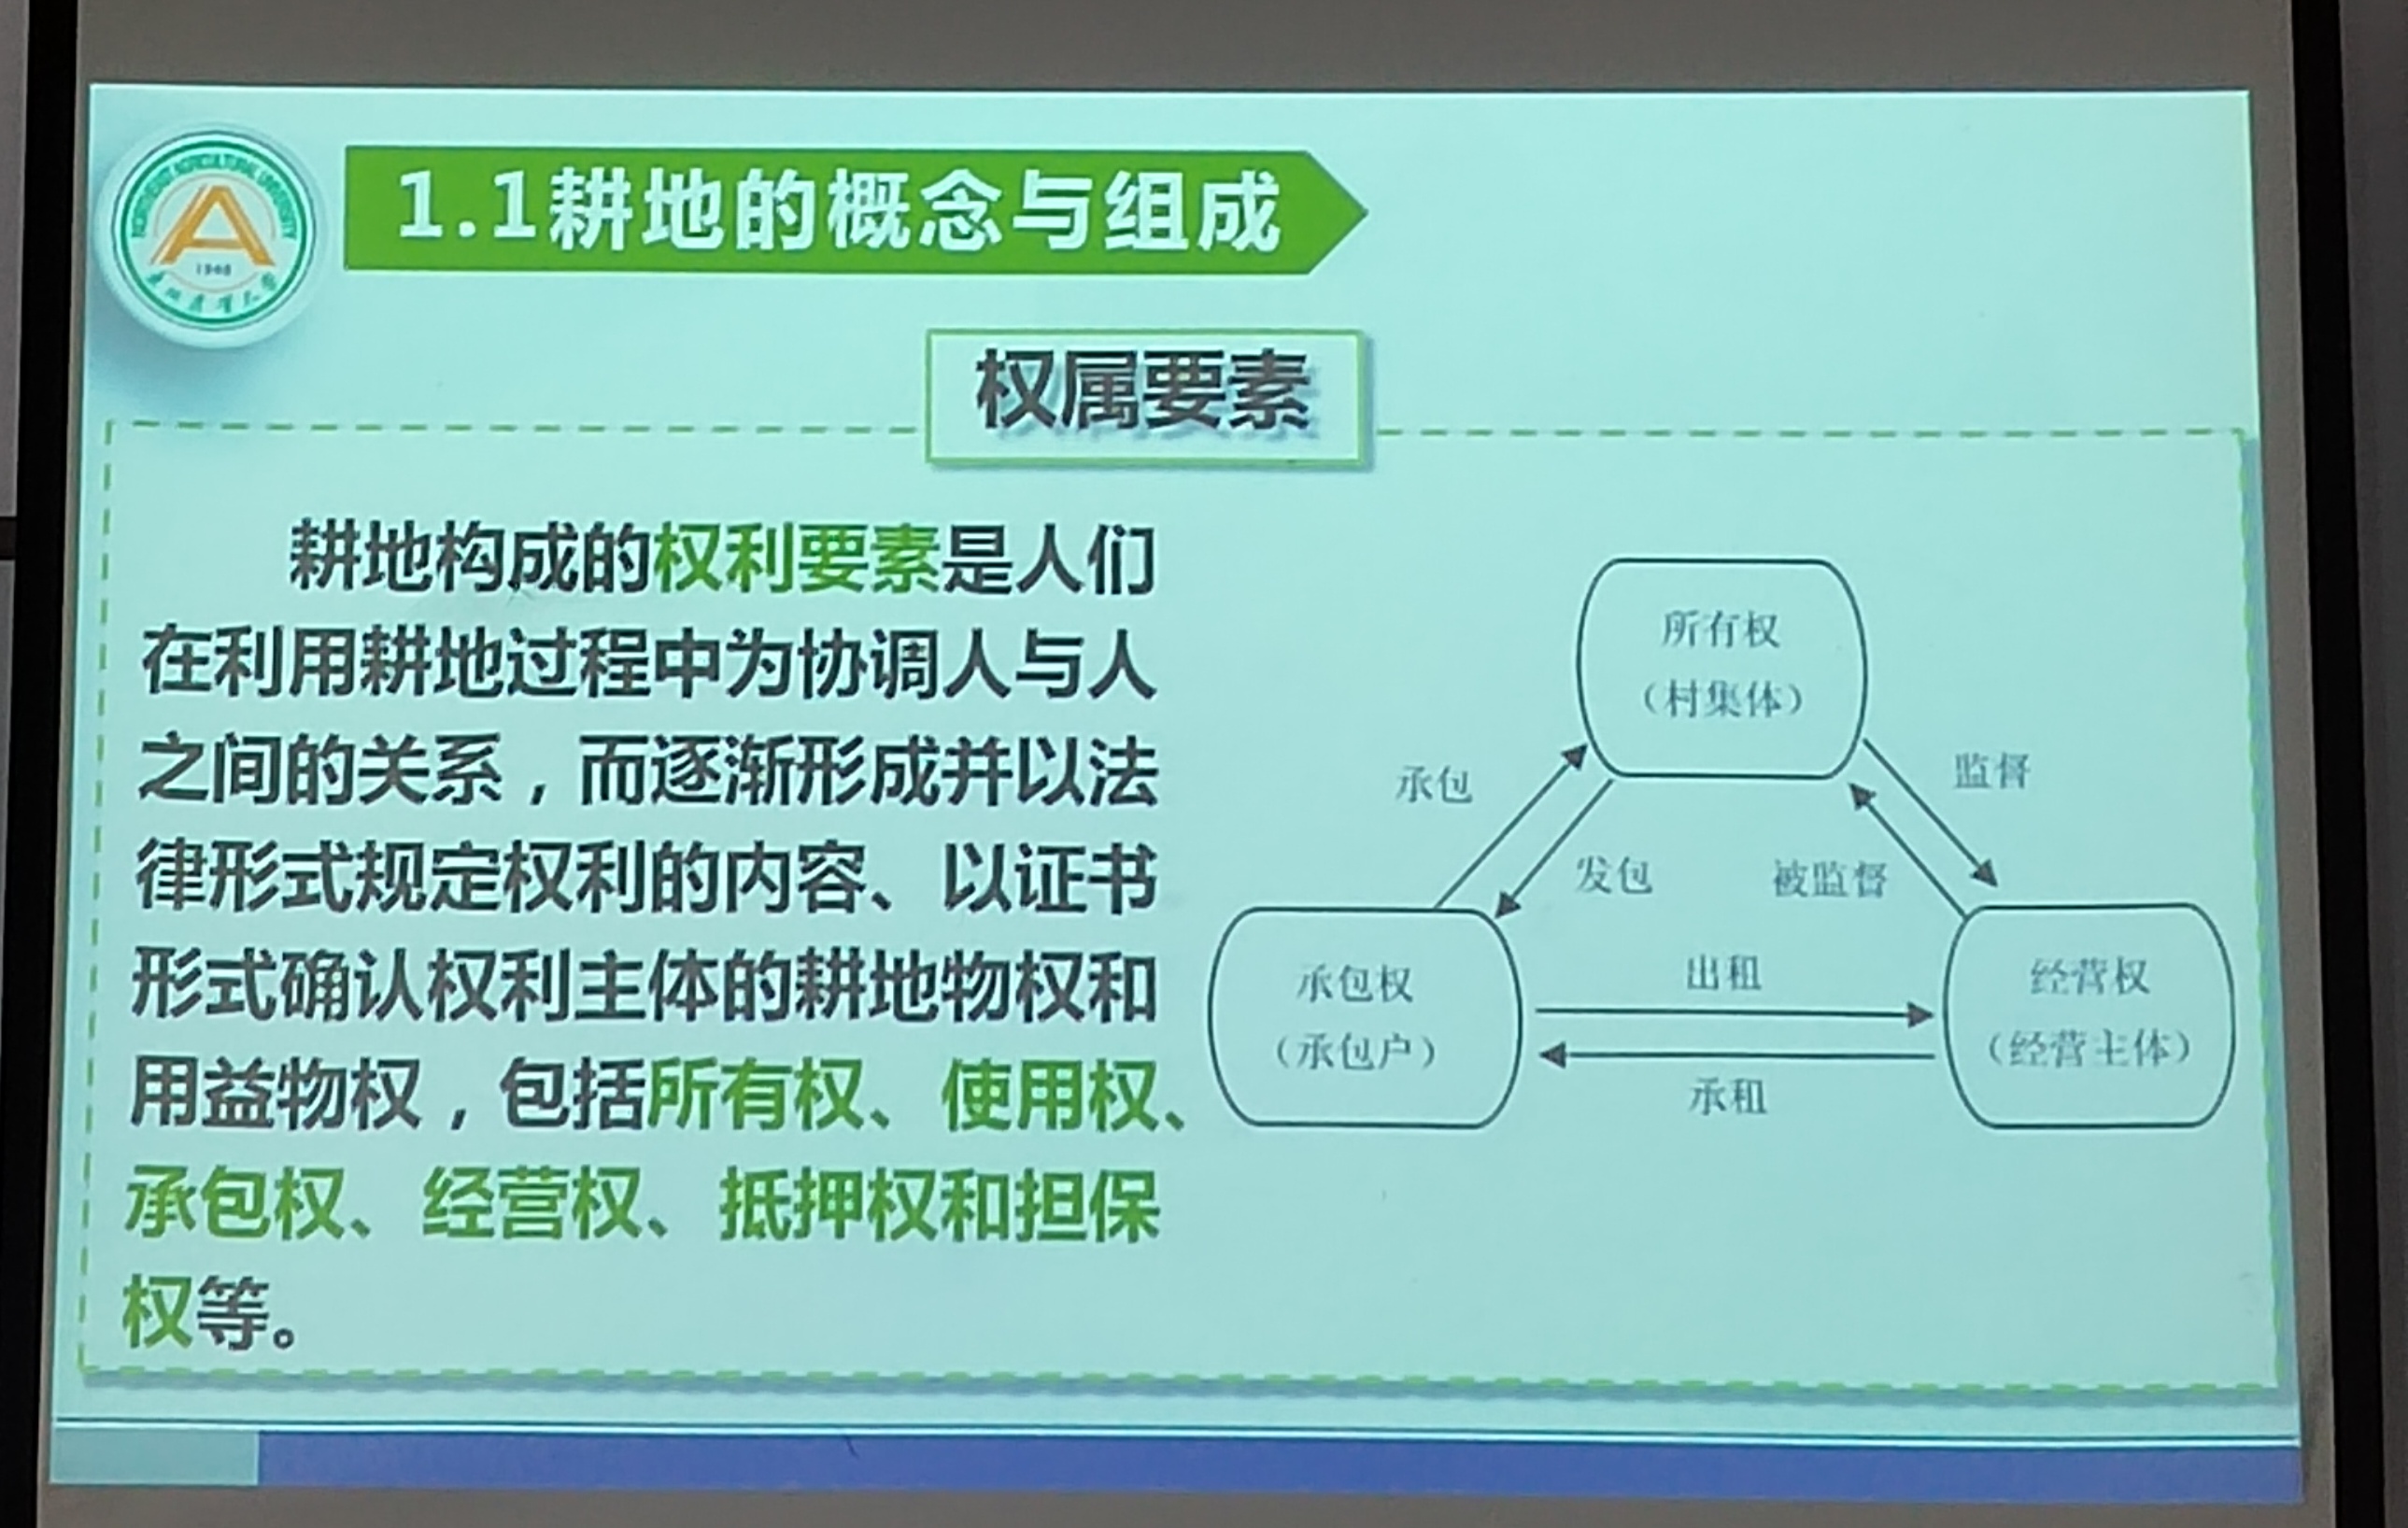 1.1耕地的概念与组成
1948
东北农业大学
权属要素
耕地构成的权利要素是人们
在利用耕地过程中为协调人与人
之间的关系，而逐渐形成并以法
律形式规定权利的内容、以证书
形式确认权利主体的耕地物权和
用益物权，包括所有权、使用权、
承包权、经营权、抵押权和担保
权等。
所有权
（村集体）
承包
发包
监督
被监督
承包权
（承包户）
出租
承租
经营权
（经营主体）